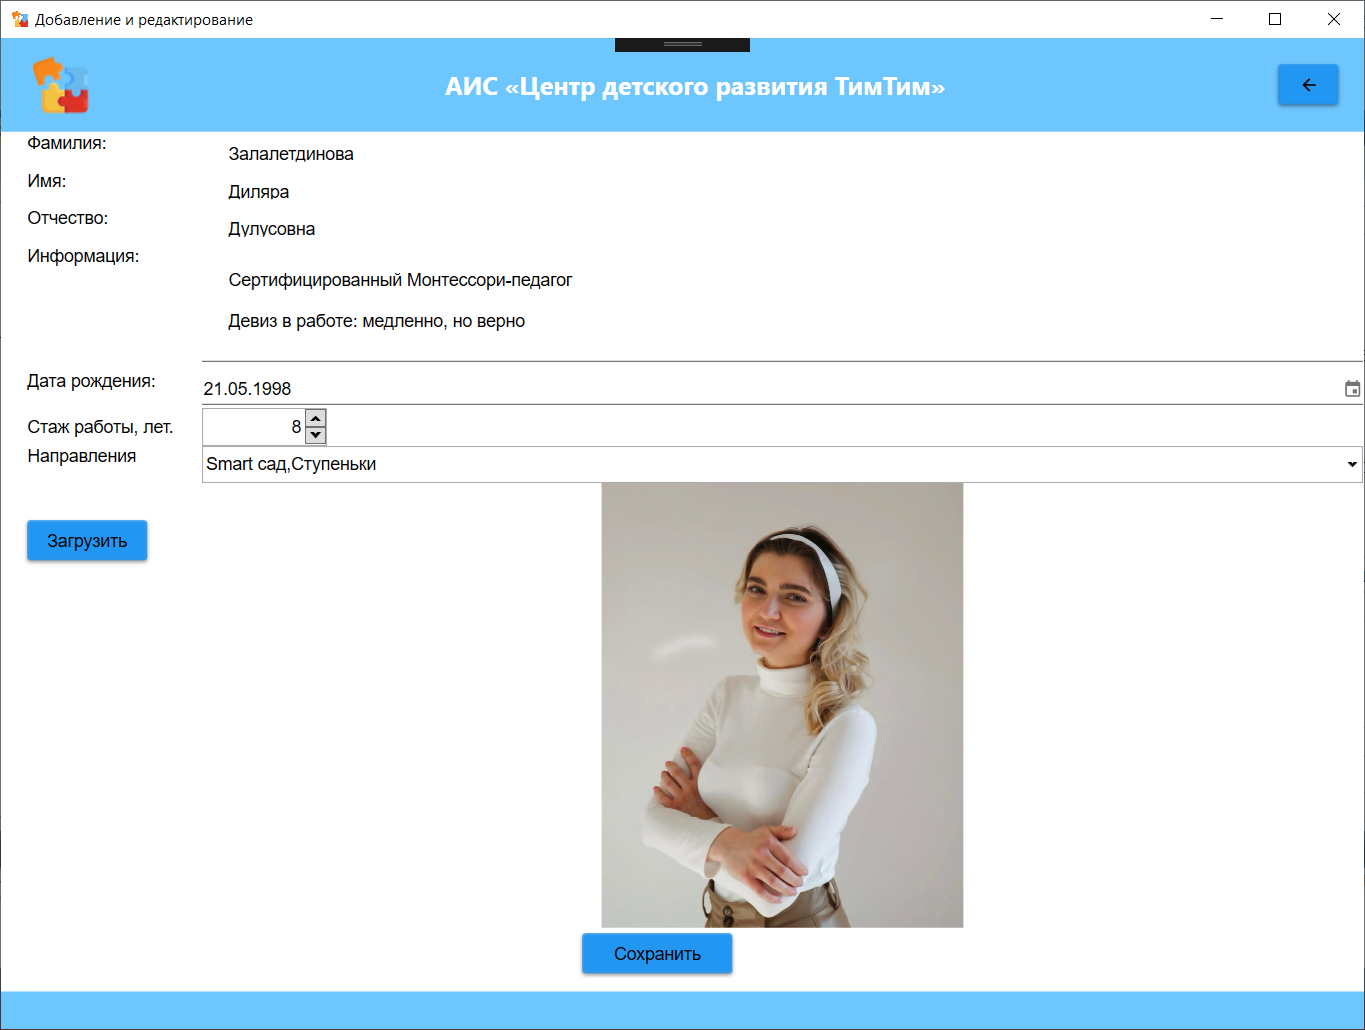 Добавление и редактирование
АИС «Центр детского развития ТимТим»
Фамилия:
Залалетдинова
Имя:
Диляра
Отчество:
Дулусовна
Информация:
Сертифицированный Монтессори-педагог
Девиз в работе: медленно, но верно
Дата рождения:
21.05.1998
Стаж работы, лет.
8
Направления
Smart сад,Ступеньки
Загрузить
Сохранить